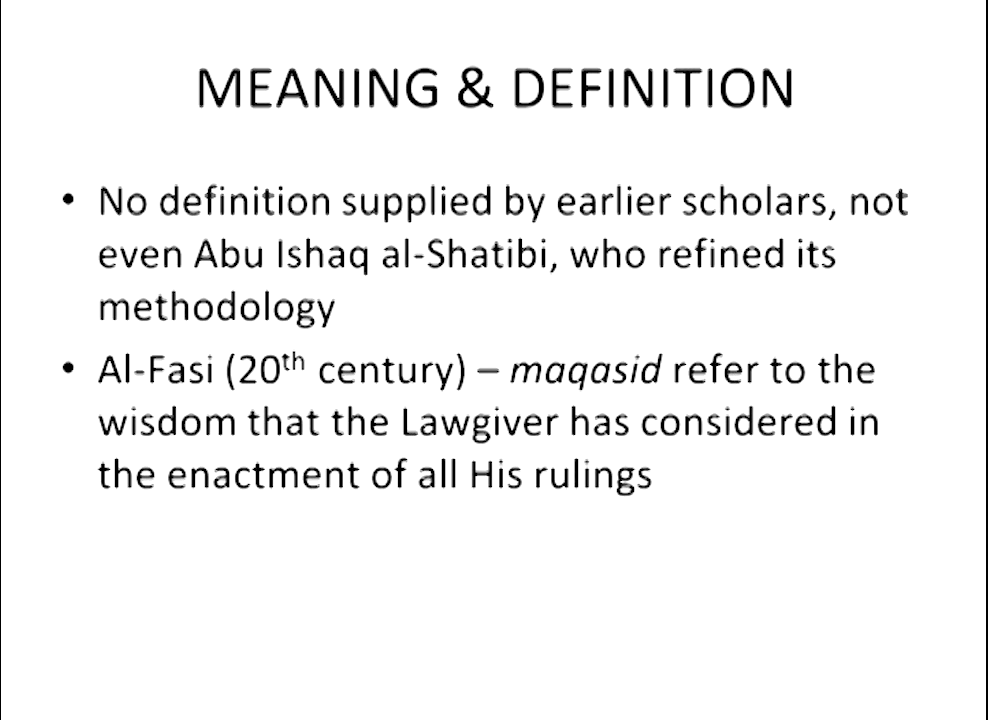 MEANING & DEFINITION
• No definition supplied by earlier scholars, not
even Abu Ishaq al-Shatibi, who refined its
methodology
• Al-Fasi (20th century) – maqasid refer to the
wisdom that the Lawgiver has considered in
the enactment of all His rulings